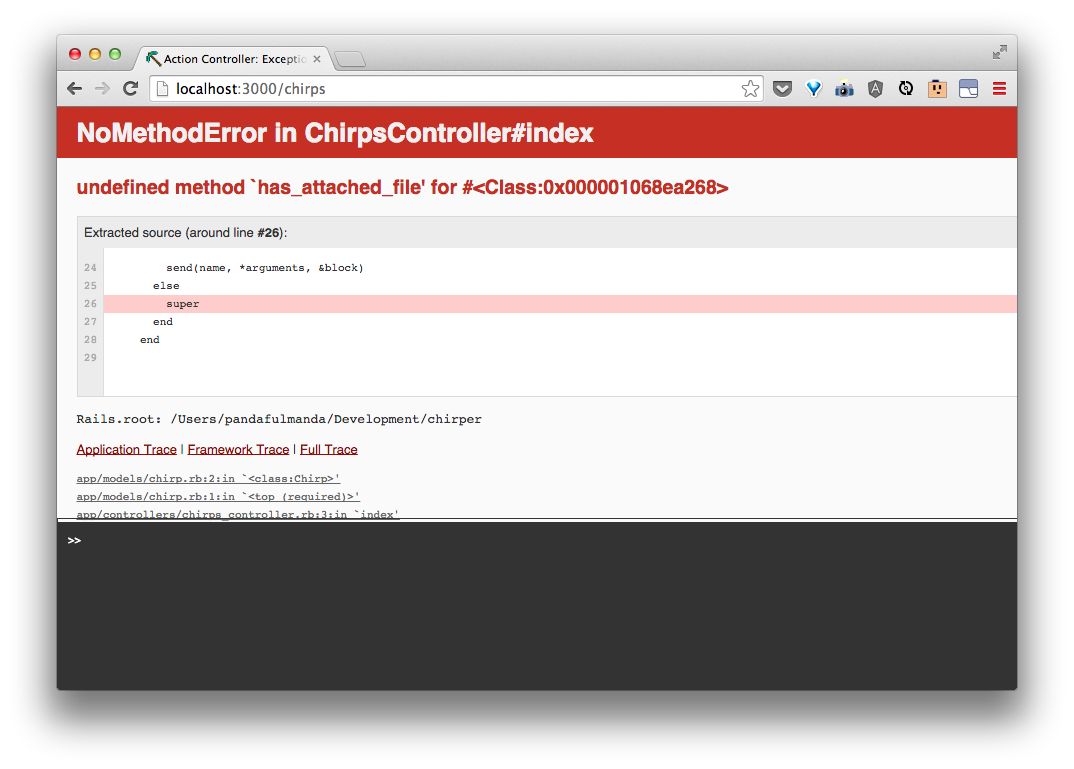 Action Controller: Exceptio
localhost:3000/chirps
NoMethodError in ChirpsController#index
undefined method `has_attached_file' for #<Class:0x000001068ea268>
Extracted source (around line #26):
24 send(name, *arguments, &block)
25 else
26 super
27 end
28 end
29
Rails.root: /Users/pandafulmanda/Development/chirper
Application Trace | Framework Trace | Full Trace
app/models/chirp.rb:2:in `<class:Chirp>'
app/models/chirp.rb:1:in `<top (required)>'
app/controllers/chirps_controller.rb:3:in `index'
>>